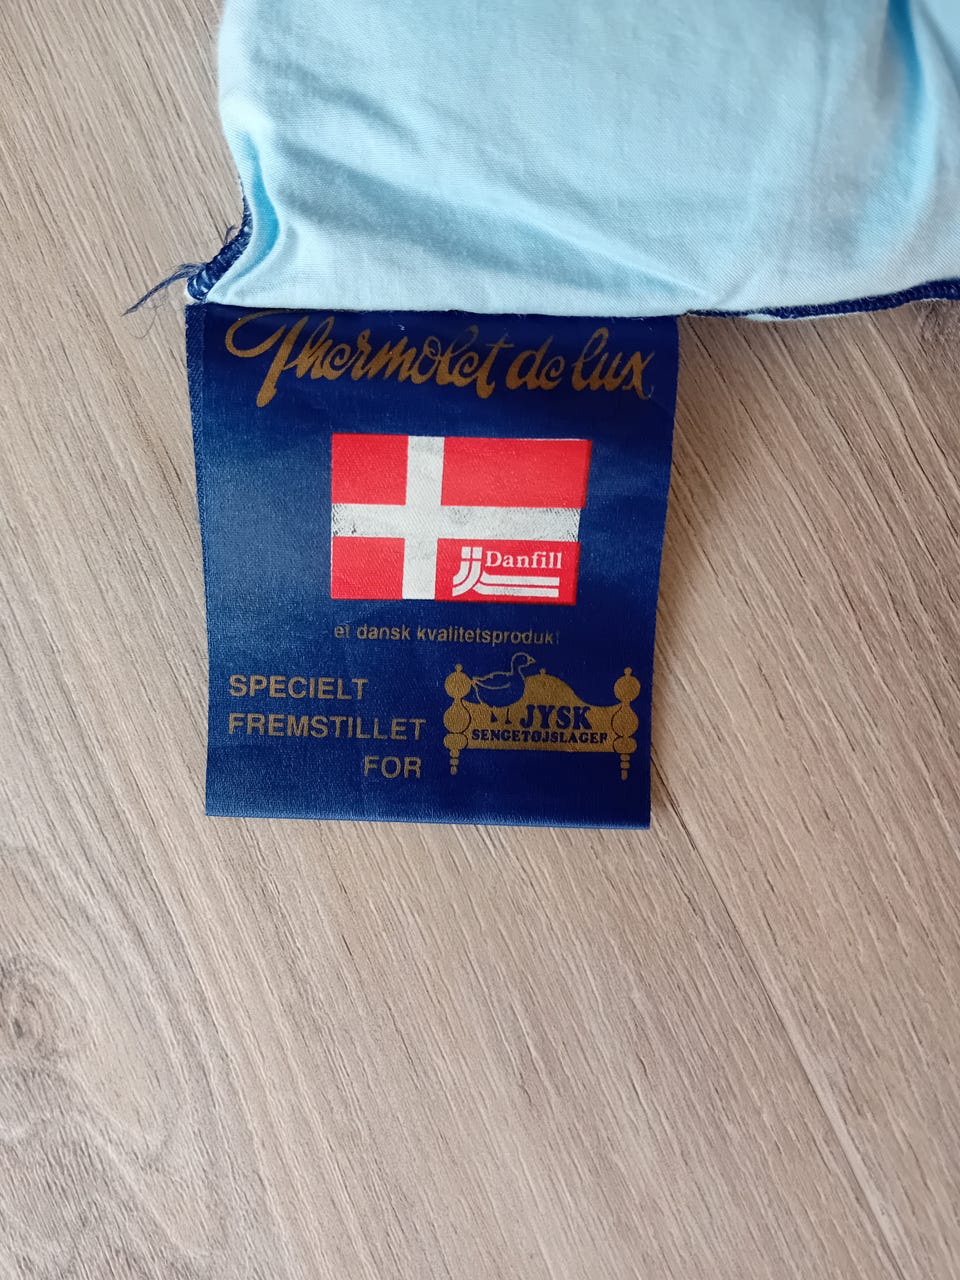 Thermolet de lux
Danfill
et dansk kvalitetsprodukt
SPECIELT
FREMSTILLET
FOR
JYSK
SENGETØJSLAGER